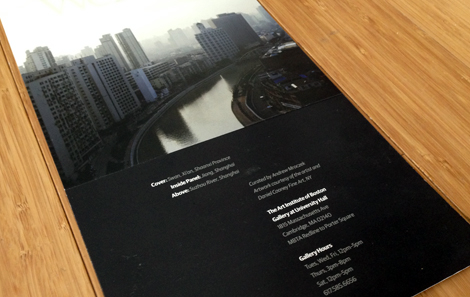 Cover: Swan, Xi'an, Shaanxi Province
Inside Panel: Jiong, Shanghai
Above: Suzhou River, Shanghai
Curated by Andrew Mroczek
Artwork courtesy of the artist and
Daniel Cooney Fine Art, NY
The Art Institute of Boston
Gallery at University Hall
1815 Massachusetts Ave
Cambridge, MA 02140
MBTA Redline to Porter Square
Gallery Hours
Tues, Wed, Fri, 12pm-5pm
Thurs, 3pm-8pm
Sat, 12pm-5pm
617.585.6656